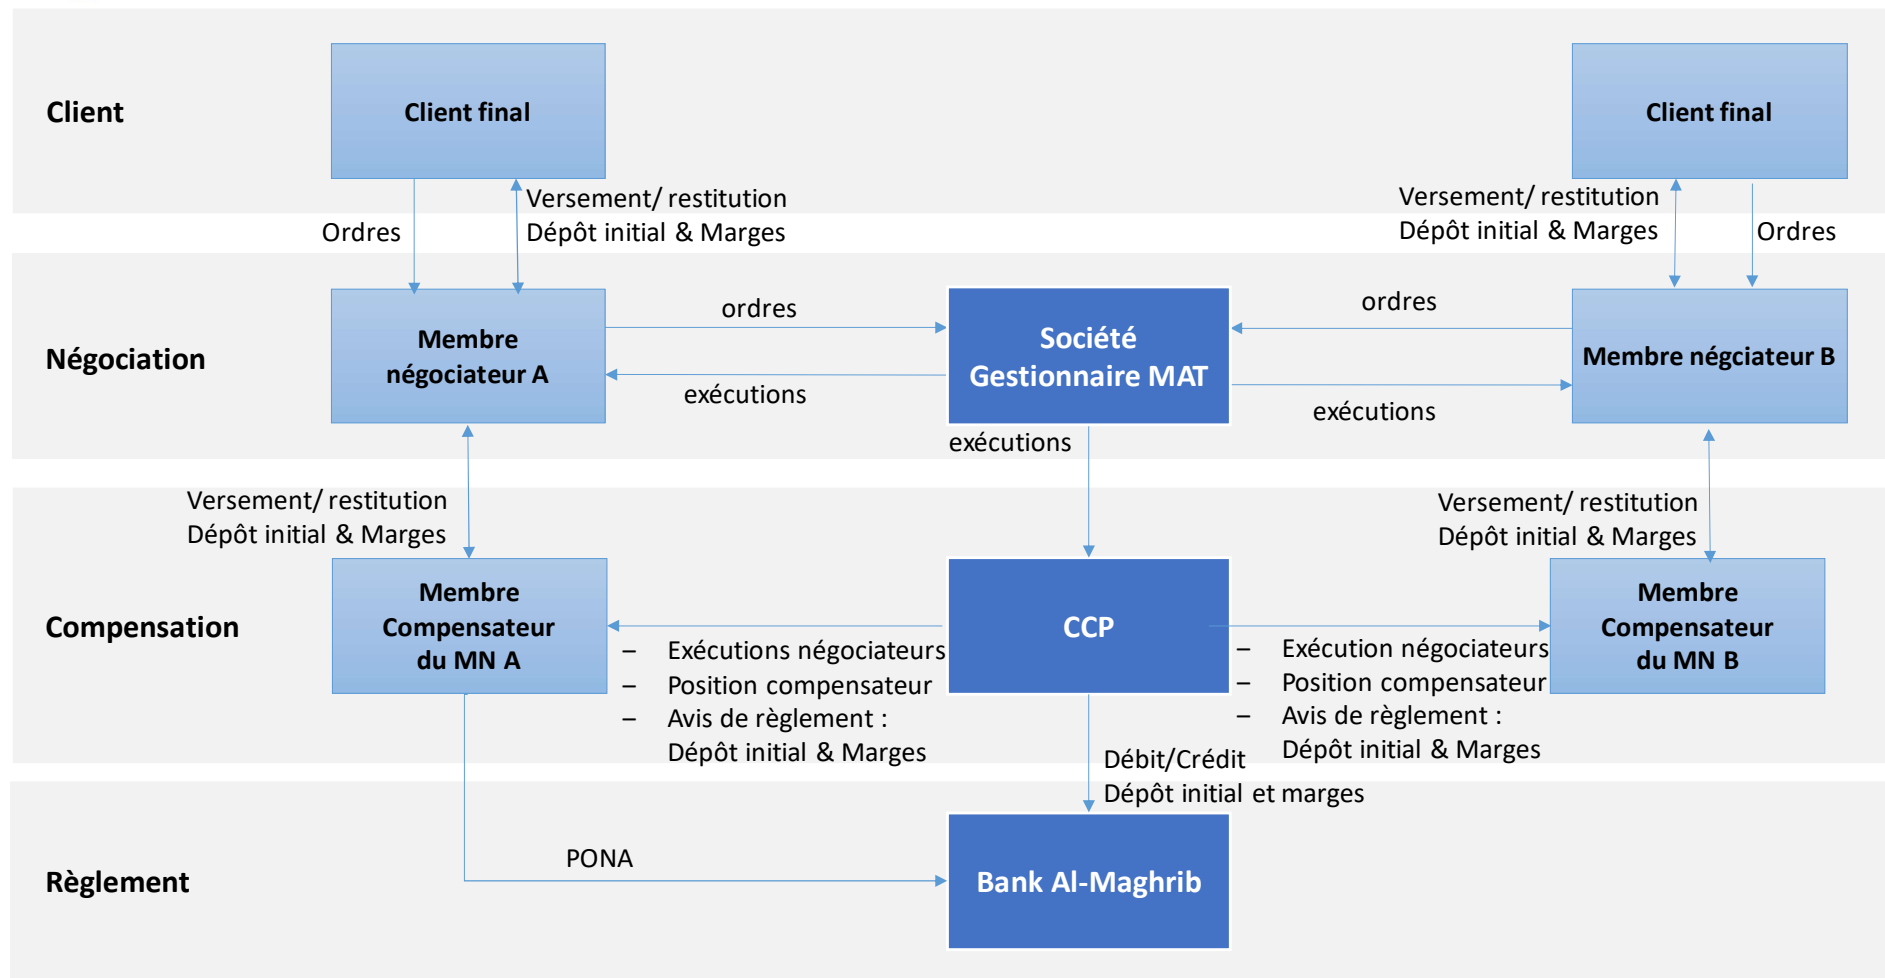 Client
Client final
Client final
Versement/ restitution
Dépôt initial & Marges
Ordres
Versement/ restitution
Dépôt initial & Marges
Ordres
Négociation
Membre
négociateur A
ordres
exécutions
Société
Gestionnaire MAT
ordres
exécutions
Membre négciateur B
exécutions
Versement/ restitution
Dépôt initial & Marges
Versement/ restitution
Dépôt initial & Marges
Compensation
Membre
Compensateur
du MN A
– Exécutions négociateurs
– Position compensateur
– Avis de règlement :
Dépôt initial & Marges
CCP
– Exécution négociateurs
– Position compensateur
– Avis de règlement :
Dépôt initial & Marges
Membre
Compensateur
du MN B
Débit/Crédit
Dépôt initial et marges
Règlement
PONA
Bank Al-Maghrib